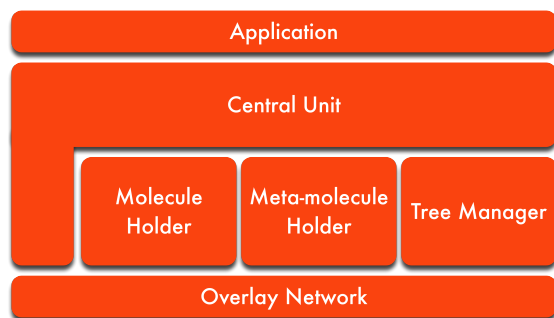 Application
Central Unit
Molecule
Holder
Meta-molecule
Holder
Tree Manager
Overlay Network